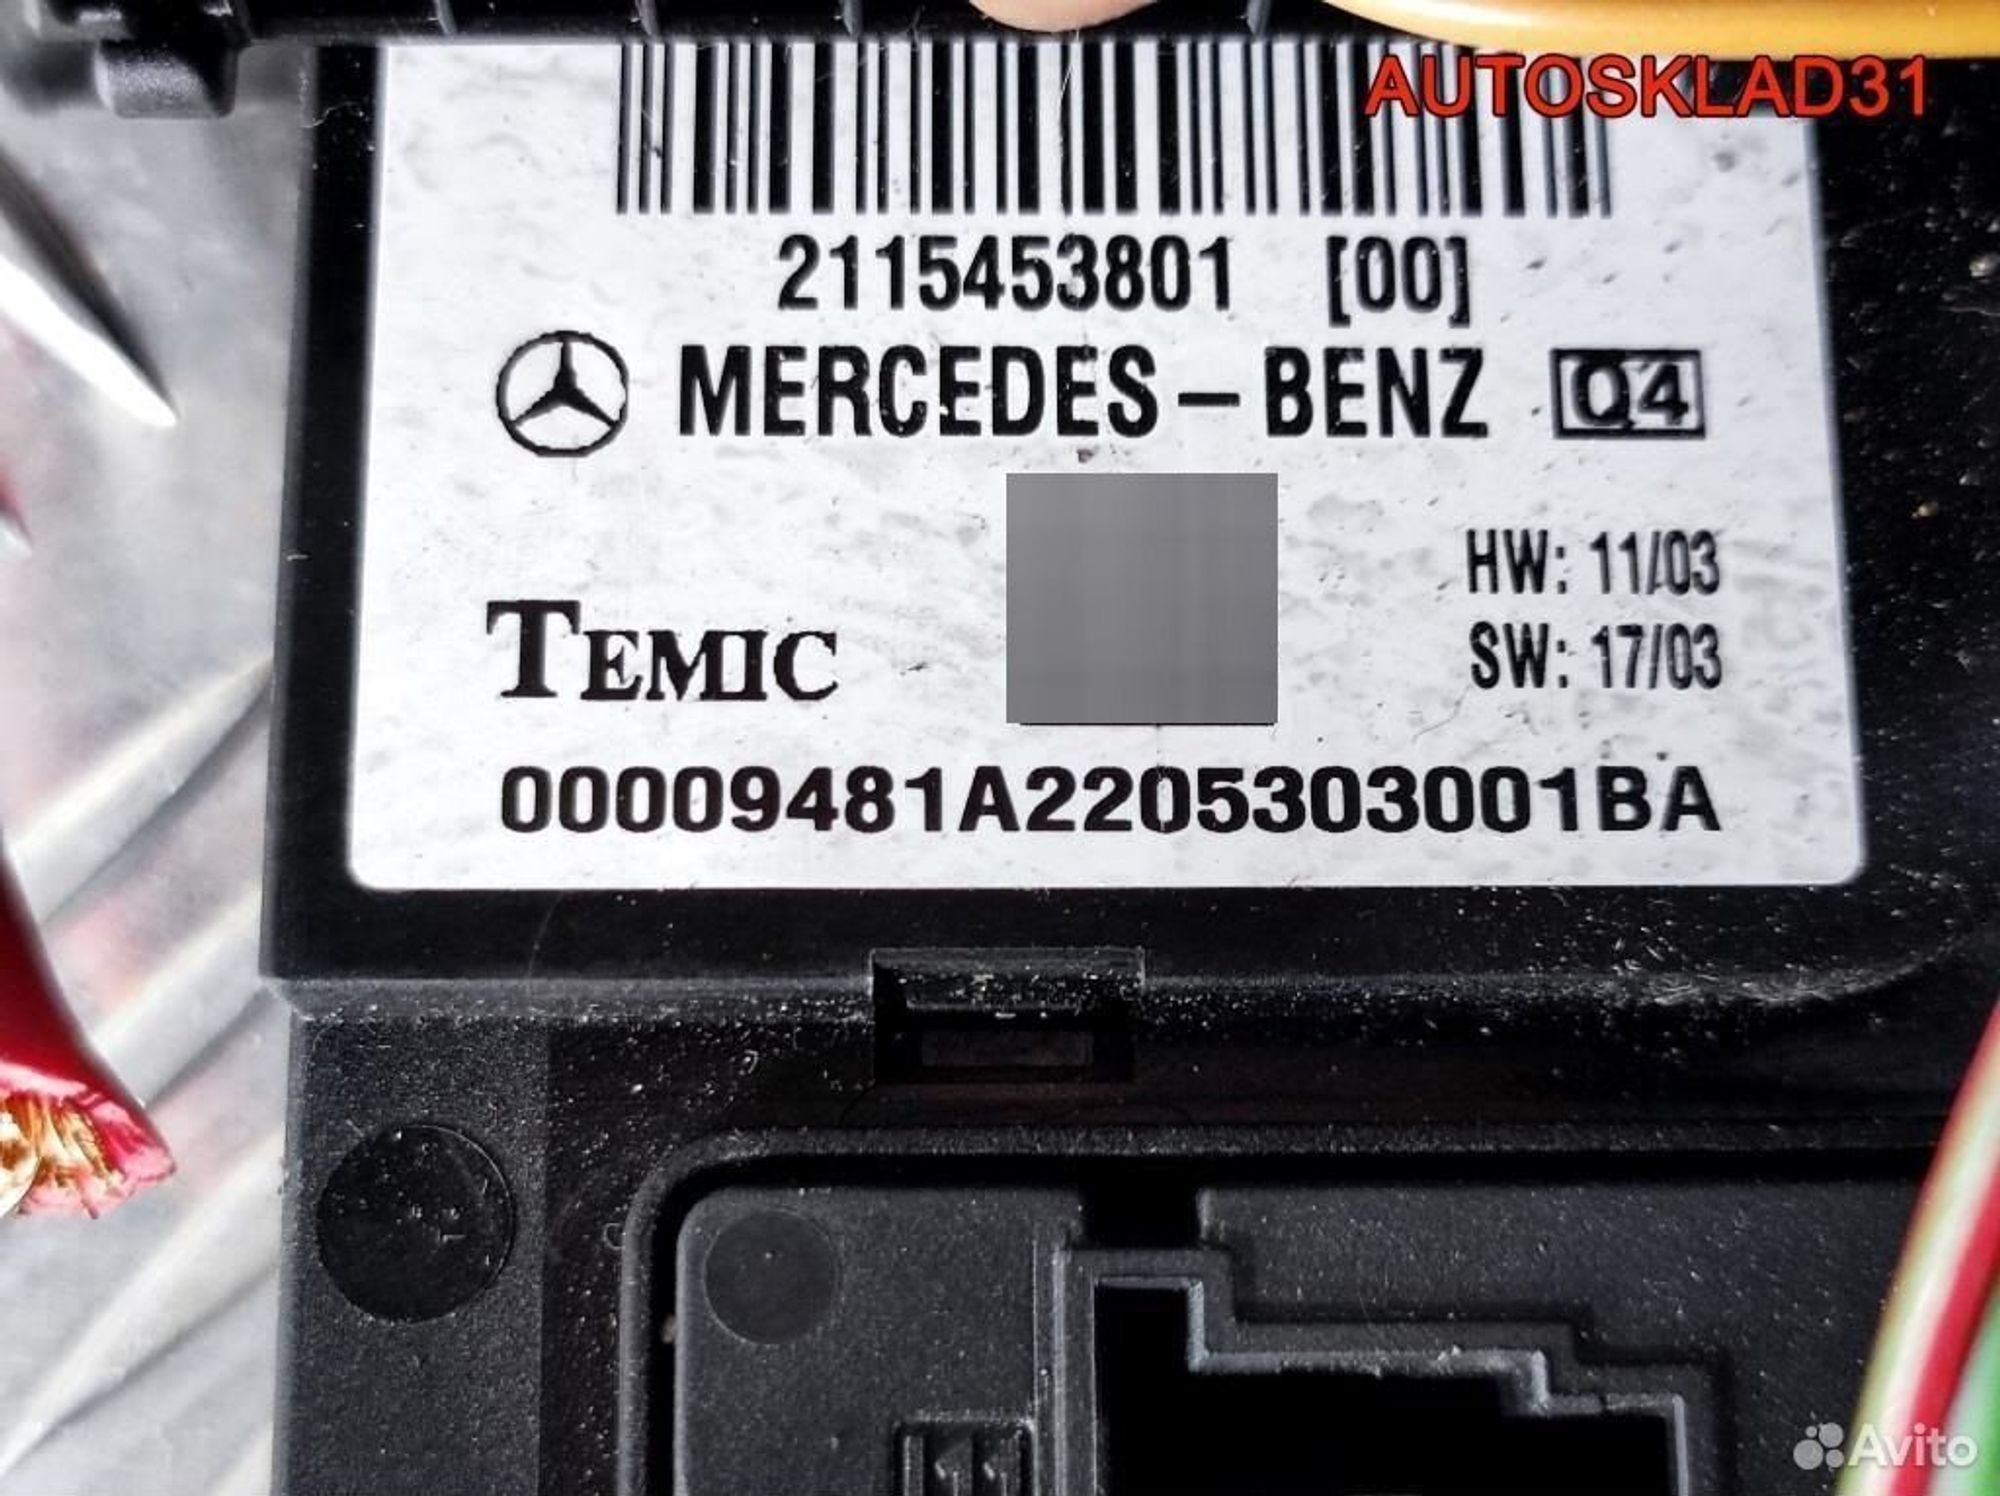 AUTOSKLAD31
2115453801 [00]
MERCEDES-BENZ Q4
HW: 11/03
TEMIC
SW: 17/03
00009481A2205303001BA
Avito